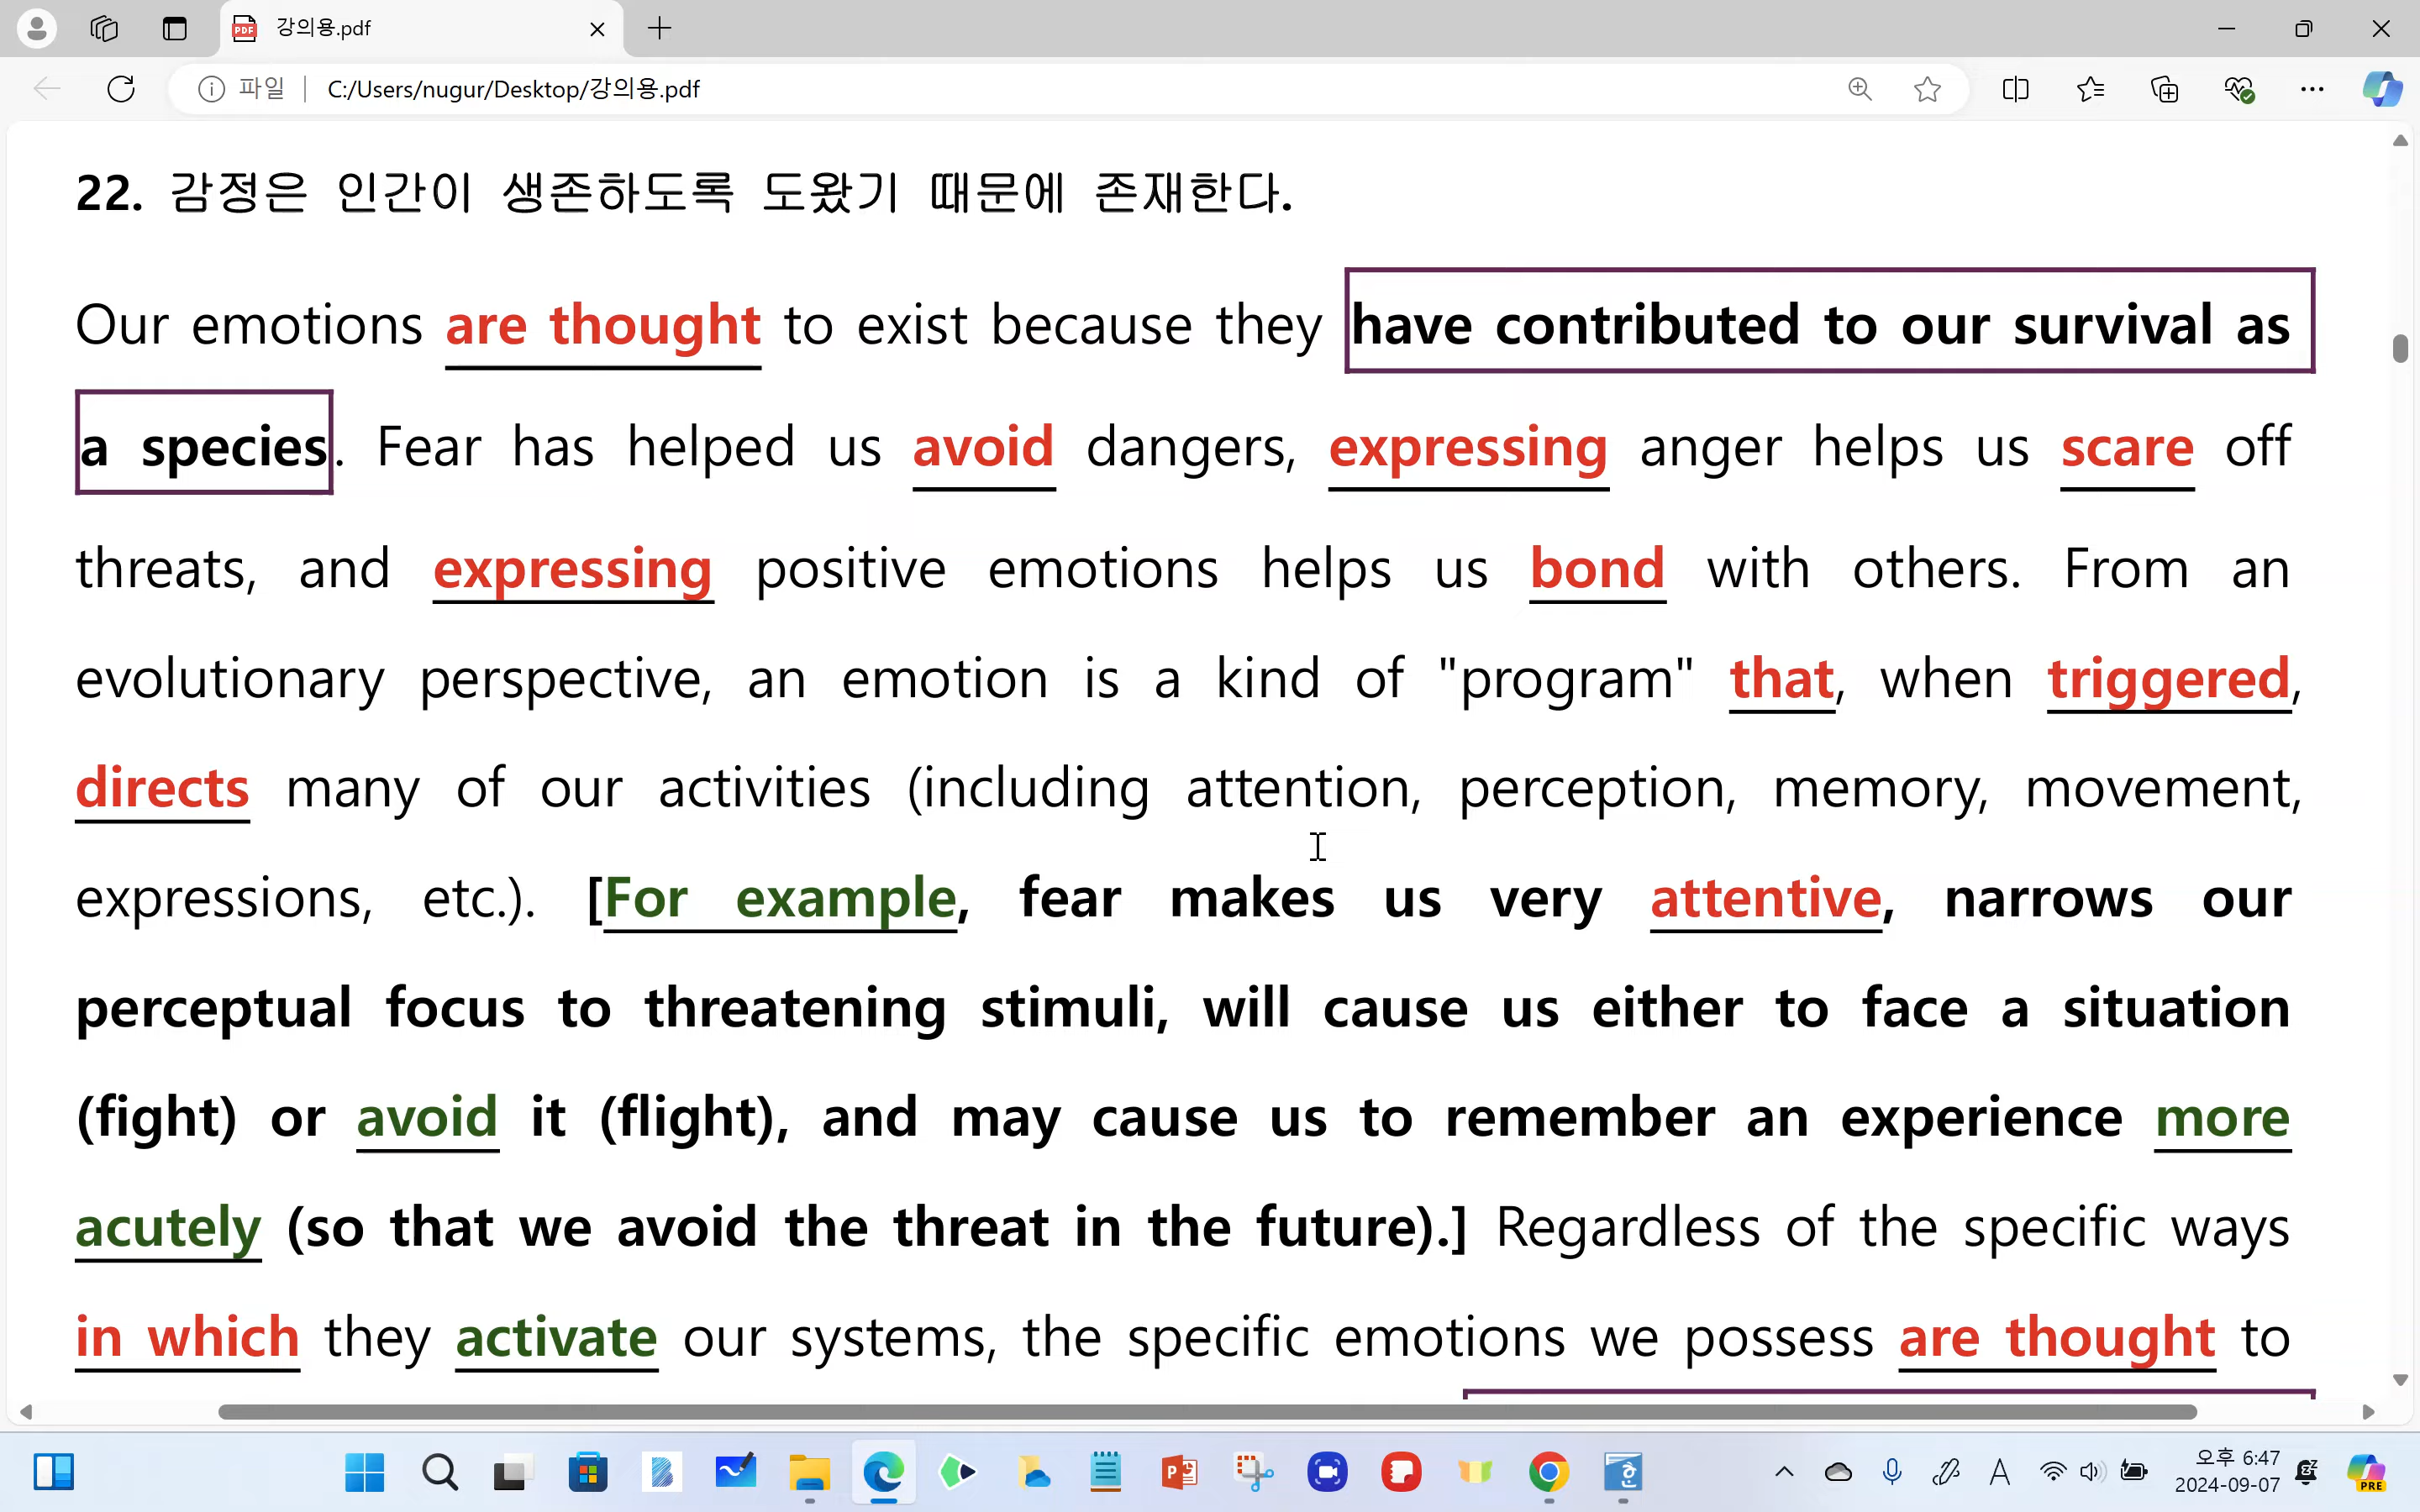 강의용.pdf
파일 C:/Users/nugur/Desktop/강의용.pdf
22. 감정은 인간이 생존하도록 도왔기 때문에 존재한다.
Our emotions are thought to exist because they have contributed to our survival as
a species. Fear has helped us avoid dangers, expressing anger helps us scare off
threats, and expressing positive emotions helps us bond with others. From an
evolutionary perspective, an emotion is a kind of "program" that, when triggered,
directs many of our activities (including attention, perception, memory, movement,
expressions, etc.). [For example, fear makes us very attentive, narrows our
perceptual focus to threatening stimuli, will cause us either to face a situation
(fight) or avoid it (flight), and may cause us to remember an experience more
acutely (so that we avoid the threat in the future).] Regardless of the specific ways
in which they activate our systems, the specific emotions we possess are thought to
오후 6:47
2024-09-07